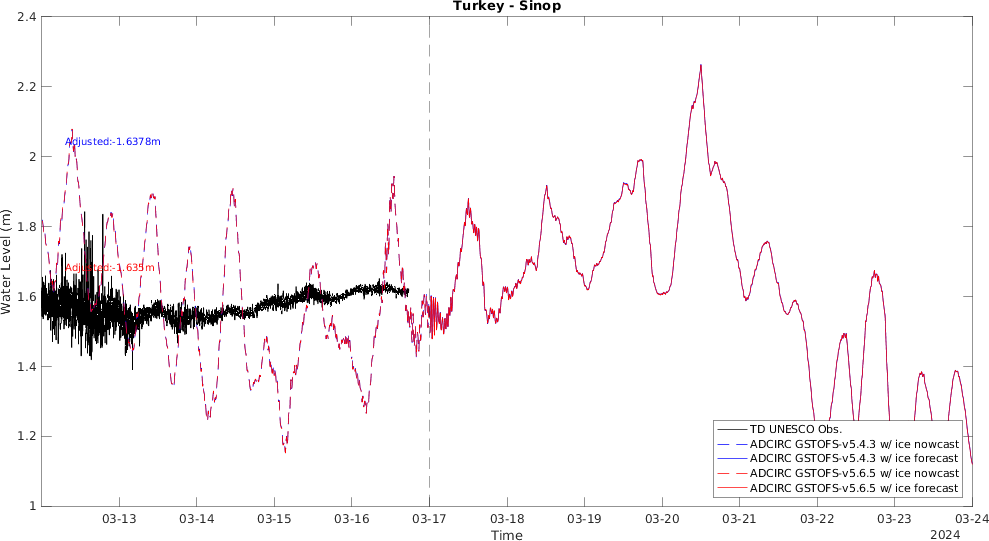 Turkey - Sinop
2.4
2.2
2
1.8
1.6
1.4
1.2
1
Water Level (m)
Adjusted:-1.6378m
Adjusted:-1.635m
TD UNESCO Obs.
ADCIRC GSTOFS-v5.4.3 w/ ice nowcast
ADCIRC GSTOFS-v5.4.3 w/ ice forecast
ADCIRC GSTOFS-v5.6.5 w/ ice nowcast
ADCIRC GSTOFS-v5.6.5 w/ ice forecast
03-13 03-14 03-15 03-16 03-17 03-18 03-19 03-20 03-21 03-22 03-23 03-24
Time
2024